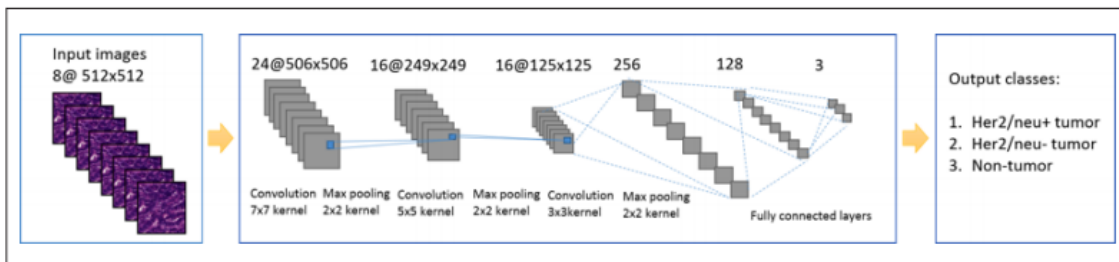 Input images
8@ 512x512
24@506x506
16@249x249
16@125x125
256
128
3
Convolution
7x7 kernel
Max pooling
2x2 kernel
Convolution
5x5 kernel
Max pooling
2x2 kernel
Convolution
3x3kernel
Max pooling
2x2 kernel
Fully connected layers
Output classes:
1. Her2/neu+ tumor
2. Her2/neu- tumor
3. Non-tumor